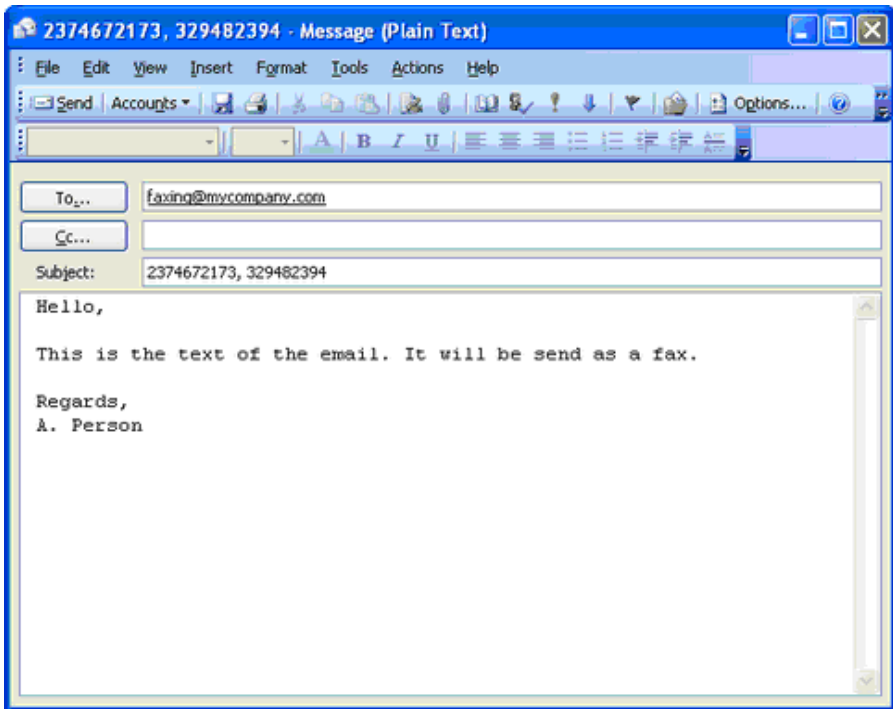 2374672173, 329482394 - Message (Plain Text)
File Edit View Insert Format Tools Actions Help
Send Accounts Options...
A B I U
To... faxing@mycompany.com
Cc...
Subject: 2374672173, 329482394
Hello,
This is the text of the email. It will be send as a fax.
Regards,
A. Person